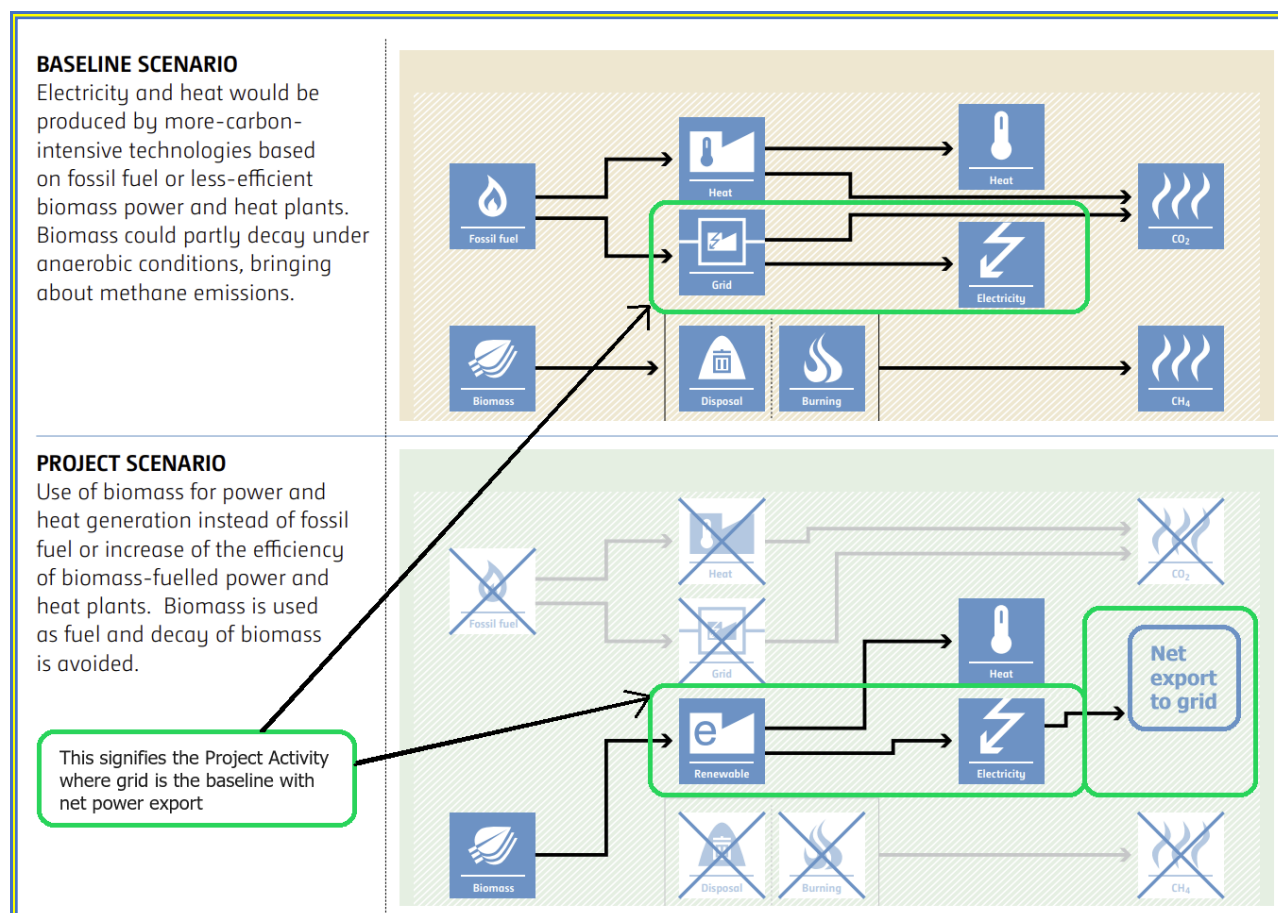 BASELINE SCENARIO
Electricity and heat would be
produced by more-carbon-
intensive technologies based
on fossil fuel or less-efficient
biomass power and heat plants.
Biomass could partly decay under
anaerobic conditions, bringing
about methane emissions.
Fossil fuel
Heat
Heat
Grid
Electricity
CO₂
Biomass
Disposal
Burning
CH₄
PROJECT SCENARIO
Use of biomass for power and
heat generation instead of fossil
fuel or increase of the efficiency
of biomass-fuelled power and
heat plants.  Biomass is used
as fuel and decay of biomass
is avoided.
This signifies the Project Activity
where grid is the baseline with
net power export
Fossil fuel
Heat
CO₂
Grid
Heat
Net
export
to grid
e
Renewable
Electricity
Biomass
Disposal
Burning
CH₄